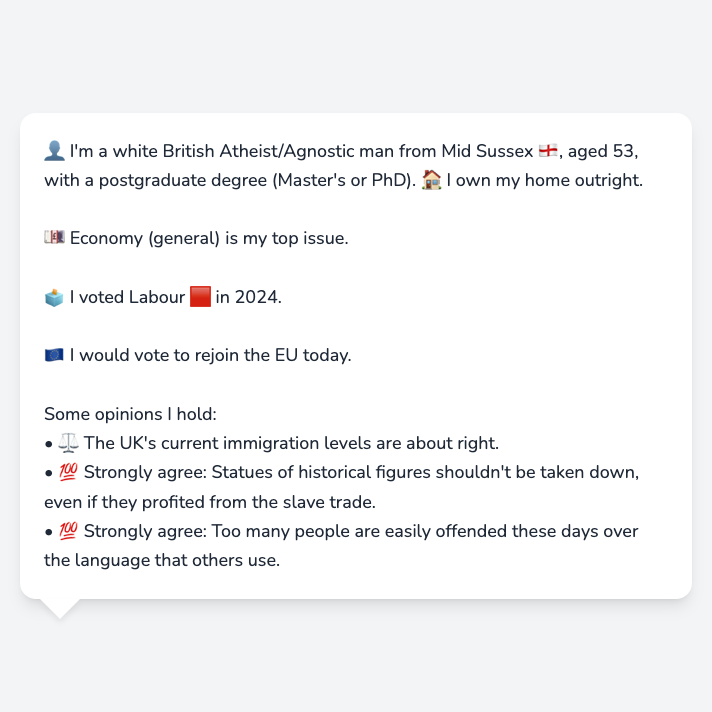 👤 I'm a white British Atheist/Agnostic man from Mid Sussex 🏴󠁧󠁢󠁥󠁮󠁧󠁿, aged 53,
with a postgraduate degree (Master's or PhD). 🏠 I own my home outright.
💷 Economy (general) is my top issue.
🗳️ I voted Labour 🟥 in 2024.
🇪🇺 I would vote to rejoin the EU today.
Some opinions I hold:
• ⚖️ The UK's current immigration levels are about right.
• 💯 Strongly agree: Statues of historical figures shouldn't be taken down,
even if they profited from the slave trade.
• 💯 Strongly agree: Too many people are easily offended these days over
the language that others use.